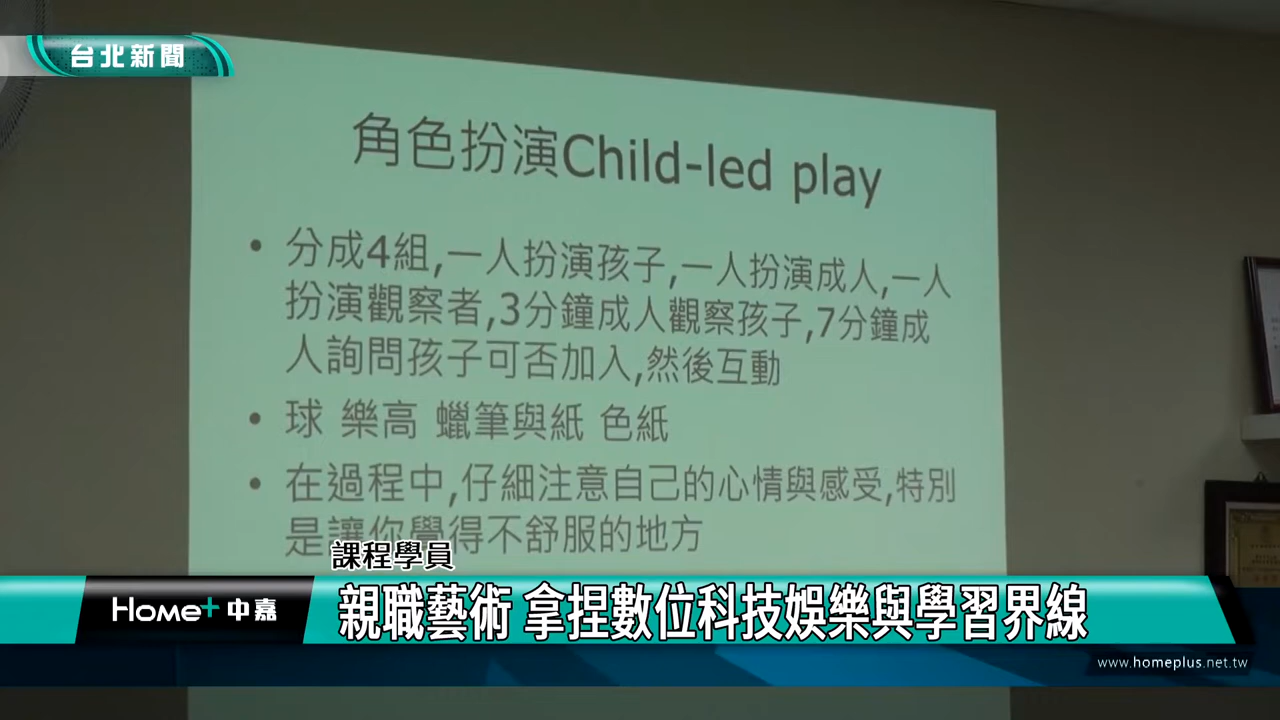 台北新聞
角色扮演Child-led play
• 分成4組,一人扮演孩子,一人扮演成人,一人
扮演觀察者,3分鐘成人觀察孩子,7分鐘成
人詢問孩子可否加入,然後互動
• 球 樂高 蠟筆與紙 色紙
• 在過程中,仔細注意自己的心情與感受,特別
是讓你覺得不舒服的地方
課程學員
Home+中嘉
親職藝術 拿捏數位科技娛樂與學習界線
www.homeplus.net.tw